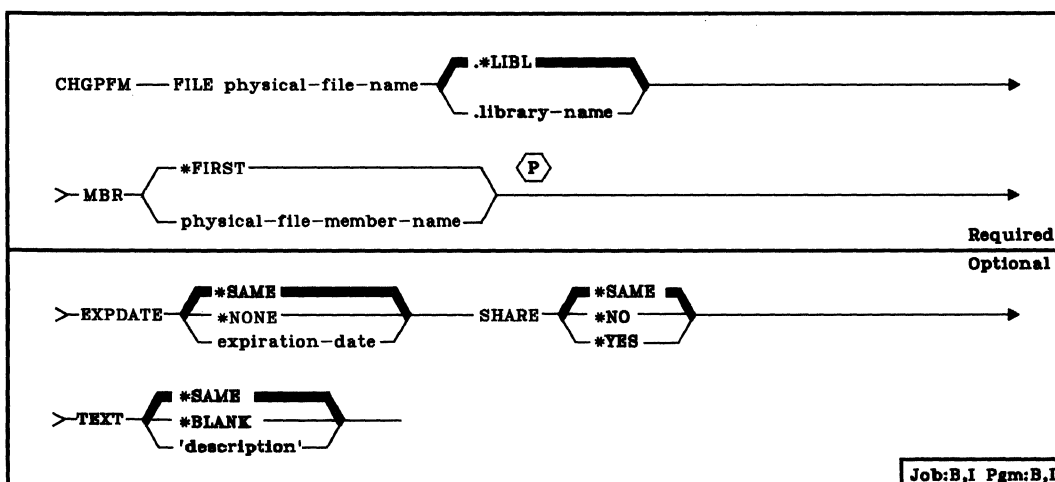 .*LIBL
CHGPFM FILE physical-file-name
.library-name
*FIRST
P
> MBR
physical-file-member-name
Required
Optional
*SAME *SAME
> EXPDATE *NONE SHARE *NO
expiration-date *YES
*SAME
> TEXT *BLANK
'description'
Job:B,I Pgm:B,I